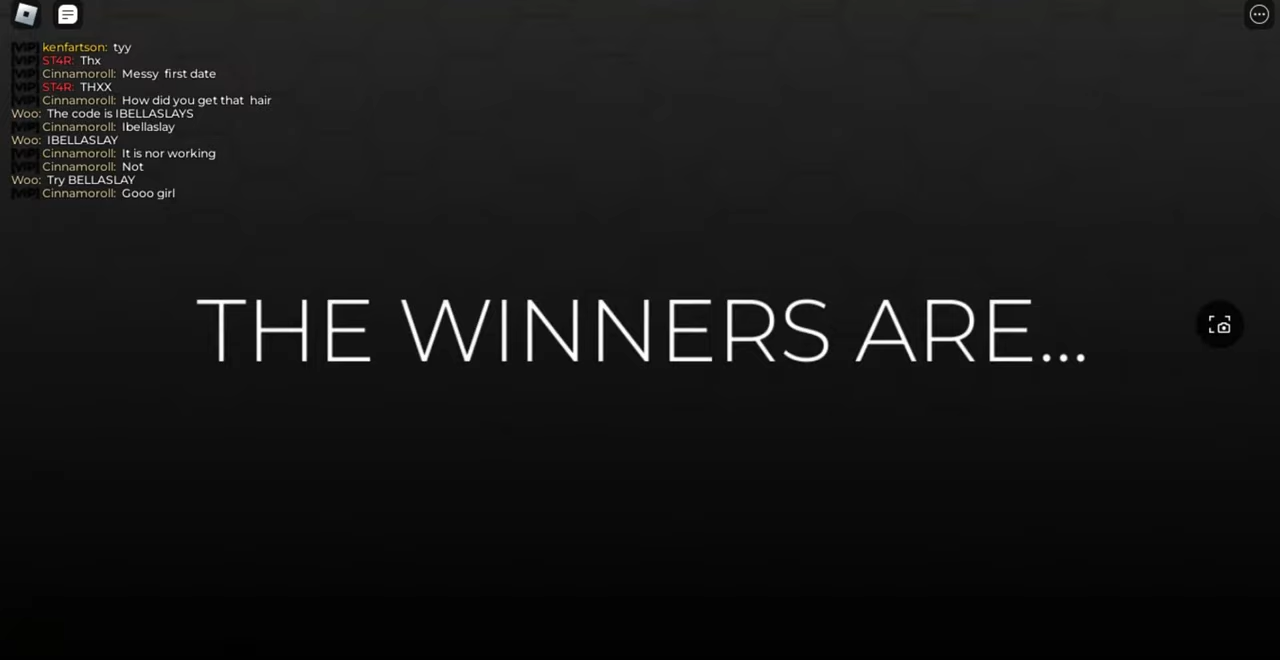 [VIP] kenfartson: tyy
[VIP] ST4R: Thx
[VIP] Cinnamoroll: Messy first date
[VIP] ST4R: THXX
[VIP] Cinnamoroll: How did you get that hair
Woo: The code is IBELLASLAYS
[VIP] Cinnamoroll: Ibellaslay
Woo: IBELLASLAY
[VIP] Cinnamoroll: It is nor working
[VIP] Cinnamoroll: Not
Woo: Try BELLASLAY
[VIP] Cinnamoroll: Gooo girl
THE WINNERS ARE...